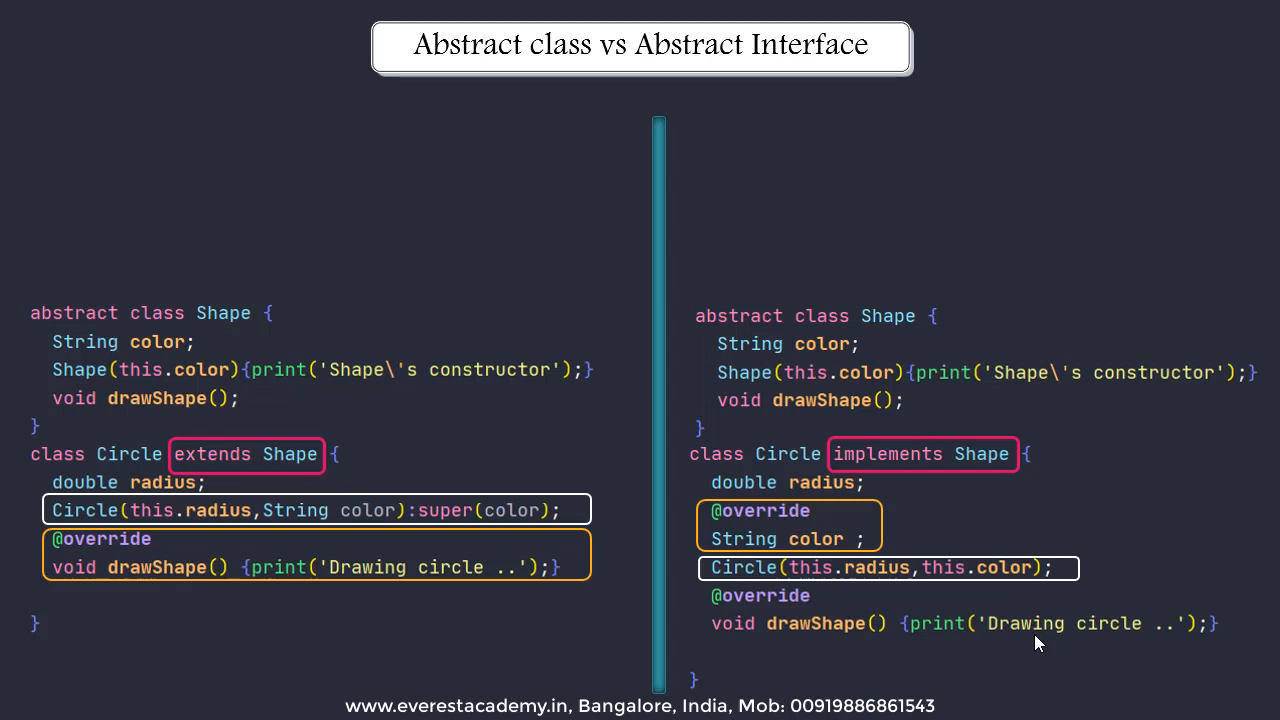 Abstract class vs Abstract Interface
abstract class Shape {
String color;
Shape(this.color){print('Shape\'s constructor');}
void drawShape();
}
class Circle extends Shape {
double radius;
Circle(this.radius,String color):super(color);
@override
void drawShape() {print('Drawing circle ..');}
}
abstract class Shape {
String color;
Shape(this.color){print('Shape\'s constructor');}
void drawShape();
}
class Circle implements Shape {
double radius;
@override
String color ;
Circle(this.radius,this.color);
@override
void drawShape() {print('Drawing circle ..');}
}
www.everestacademy.in, Bangalore, India, Mob: 00919886861543